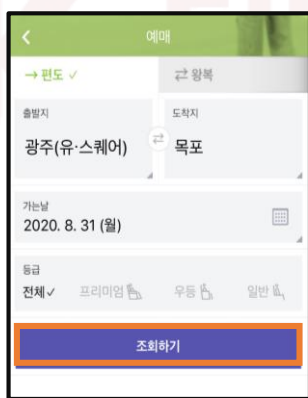 예매
→ 편도 ✓ ⇄ 왕복
출발지 도착지
광주(유·스퀘어) ⇄ 목포
가는날
2020. 8. 31 (월)
등급
전체✓ 프리미엄 우등 일반
조회하기